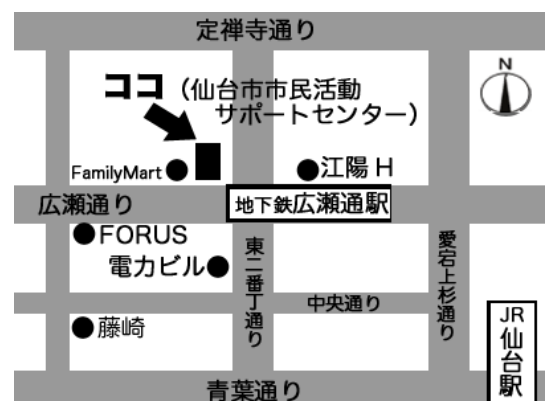 定禅寺通り
N
ココ（仙台市市民活動
サポートセンター）
FamilyMart
江陽 H
広瀬通り
地下鉄広瀬通駅
FORUS
電力ビル
東二番丁通り
愛宕上杉通り
中央通り
藤崎
JR
仙台駅
青葉通り